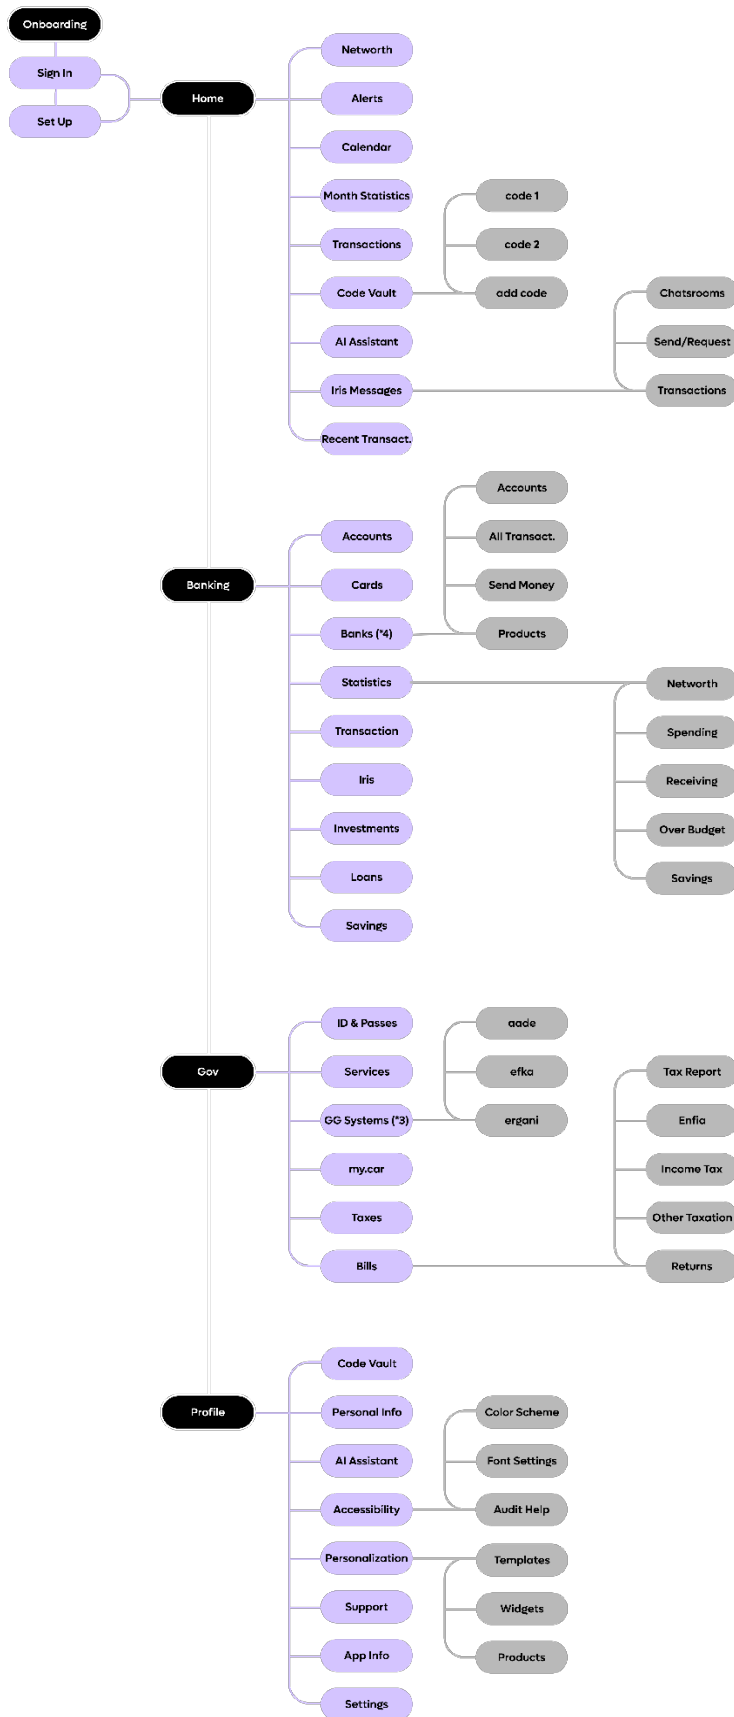 Onboarding
Sign In
Set Up
Home
Networth
Alerts
Calendar
Month Statistics
Transactions
Code Vault
AI Assistant
Iris Messages
Recent Transact.
code 1
code 2
add code
Chatsrooms
Send/Request
Transactions
Banking
Accounts
Cards
Banks (*4)
Statistics
Transaction
Iris
Investments
Loans
Savings
Accounts
All Transact.
Send Money
Products
Networth
Spending
Receiving
Over Budget
Savings
Gov
ID & Passes
Services
GG Systems (*3)
my.car
Taxes
Bills
aade
efka
ergani
Tax Report
Enfia
Income Tax
Other Taxation
Returns
Profile
Code Vault
Personal Info
AI Assistant
Accessibility
Personalization
Support
App Info
Settings
Color Scheme
Font Settings
Audit Help
Templates
Widgets
Products